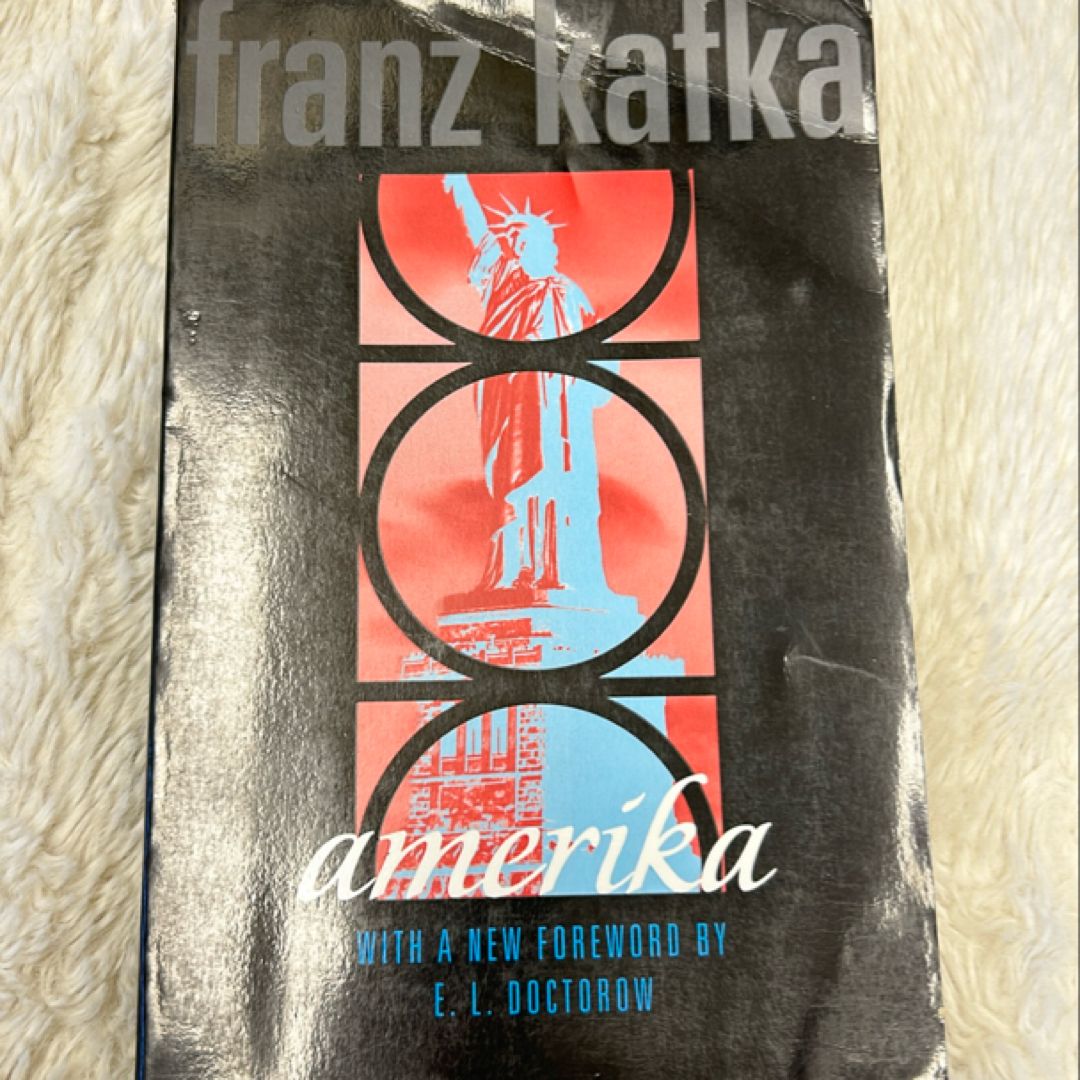 franz kafka
amerika
WITH A NEW FOREWORD BY
E. L. DOCTOROW